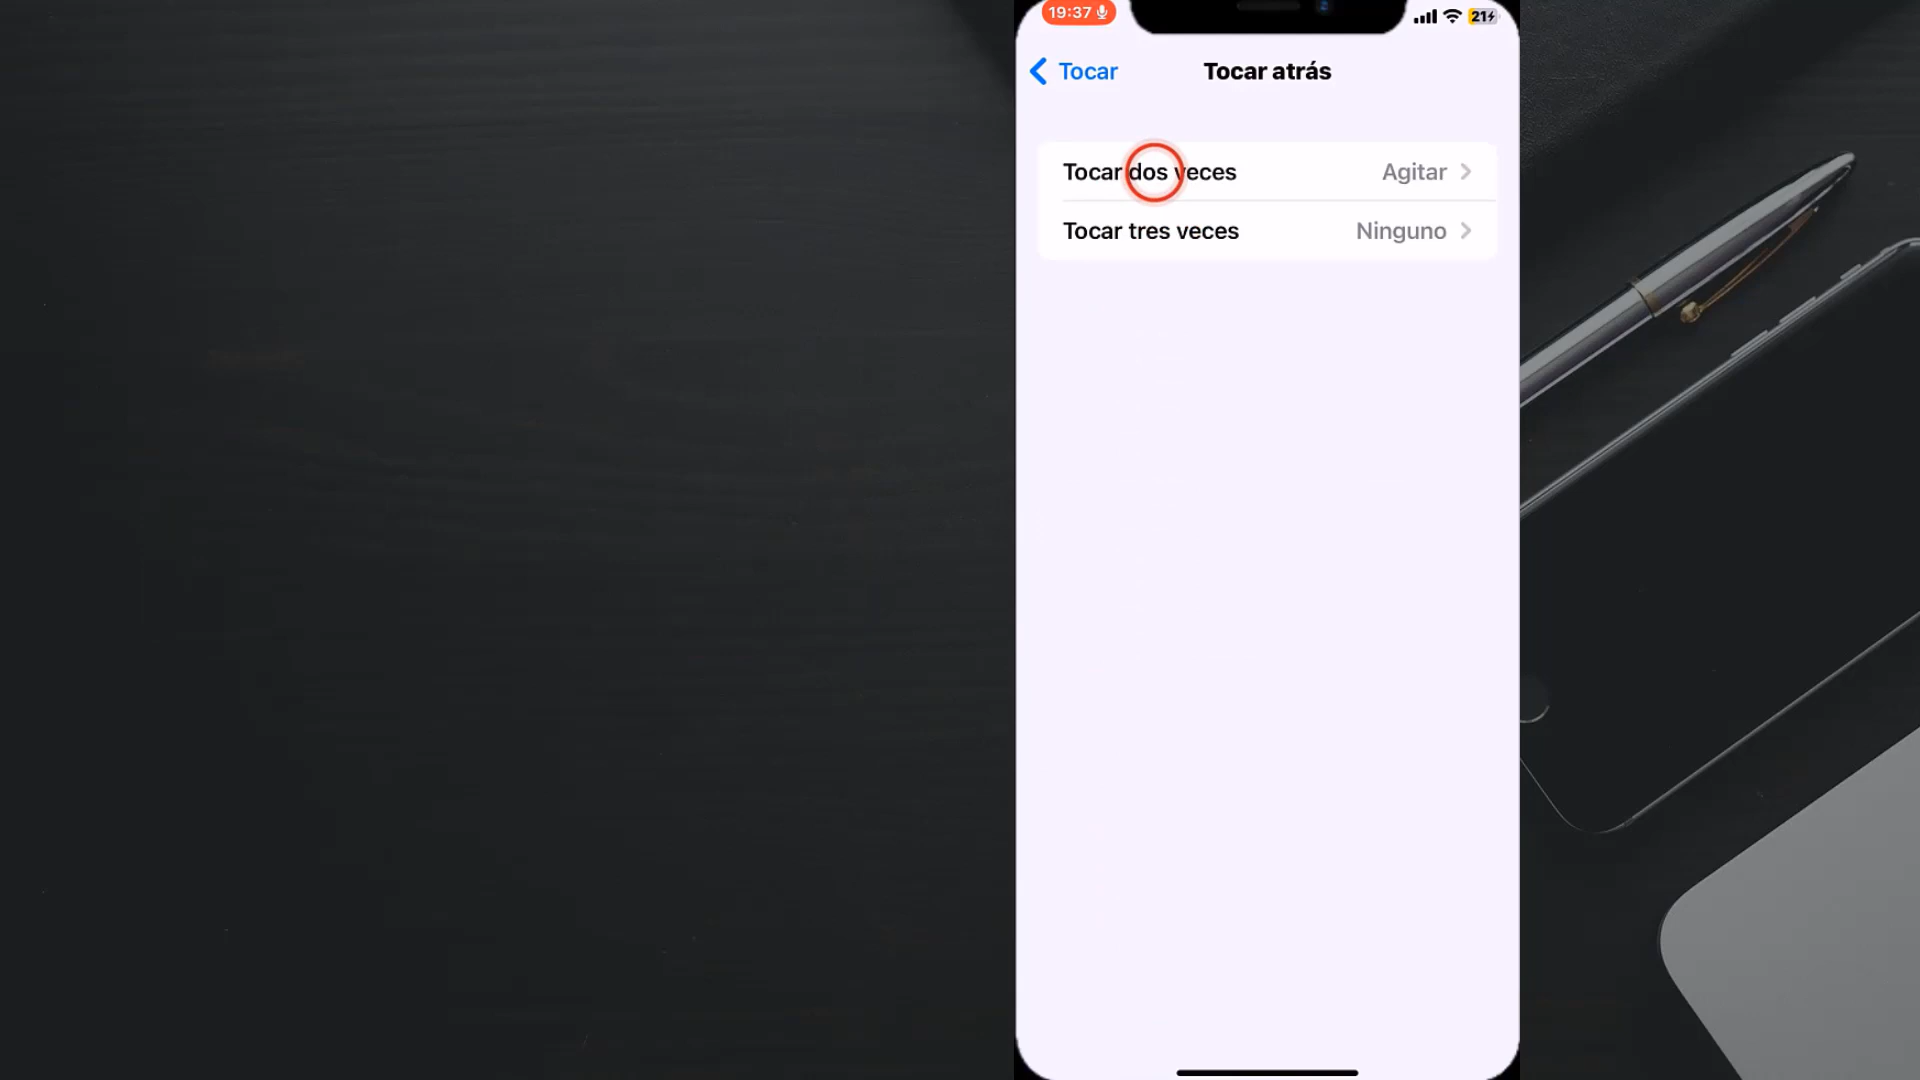 19:37
21
Tocar
Tocar atrás
Tocar dos veces
Agitar
Tocar tres veces
Ninguno